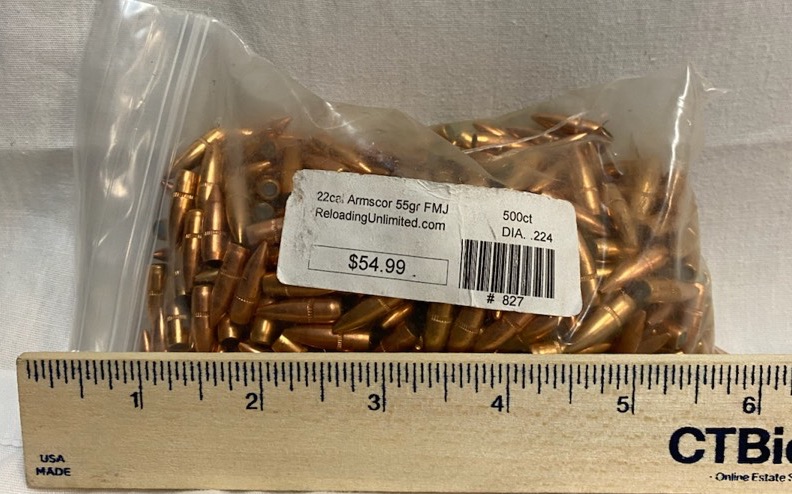 22cal Armscor 55gr FMJ
ReloadingUnlimited.com
500ct
DIA. .224
$54.99
# 827
1 2 3 4 5 6
USA
MADE
CTBi
- Online Estate